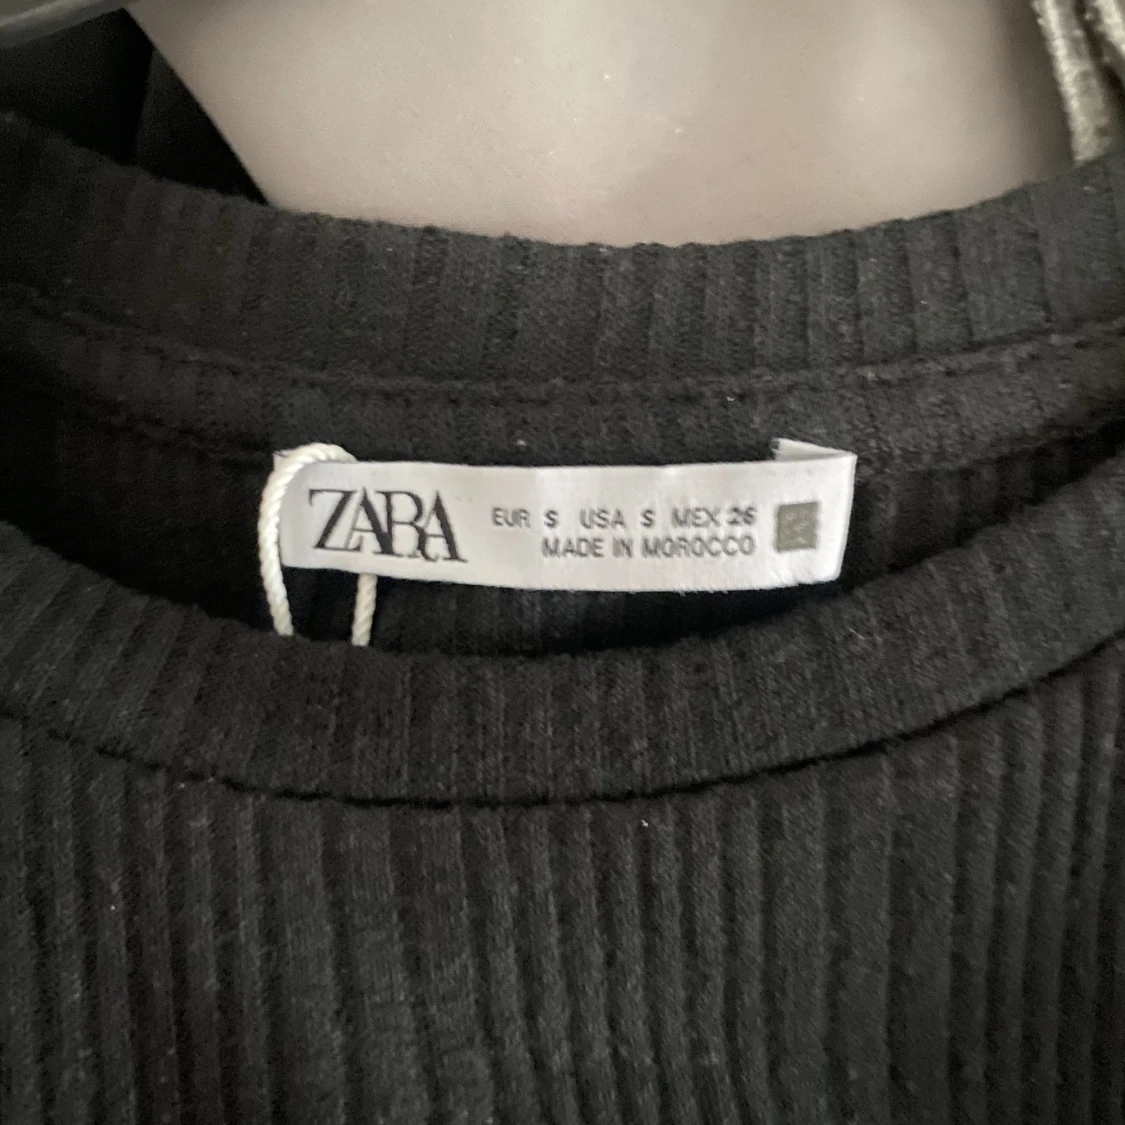 ZARA
EUR S USA S MEX 26
MADE IN MOROCCO